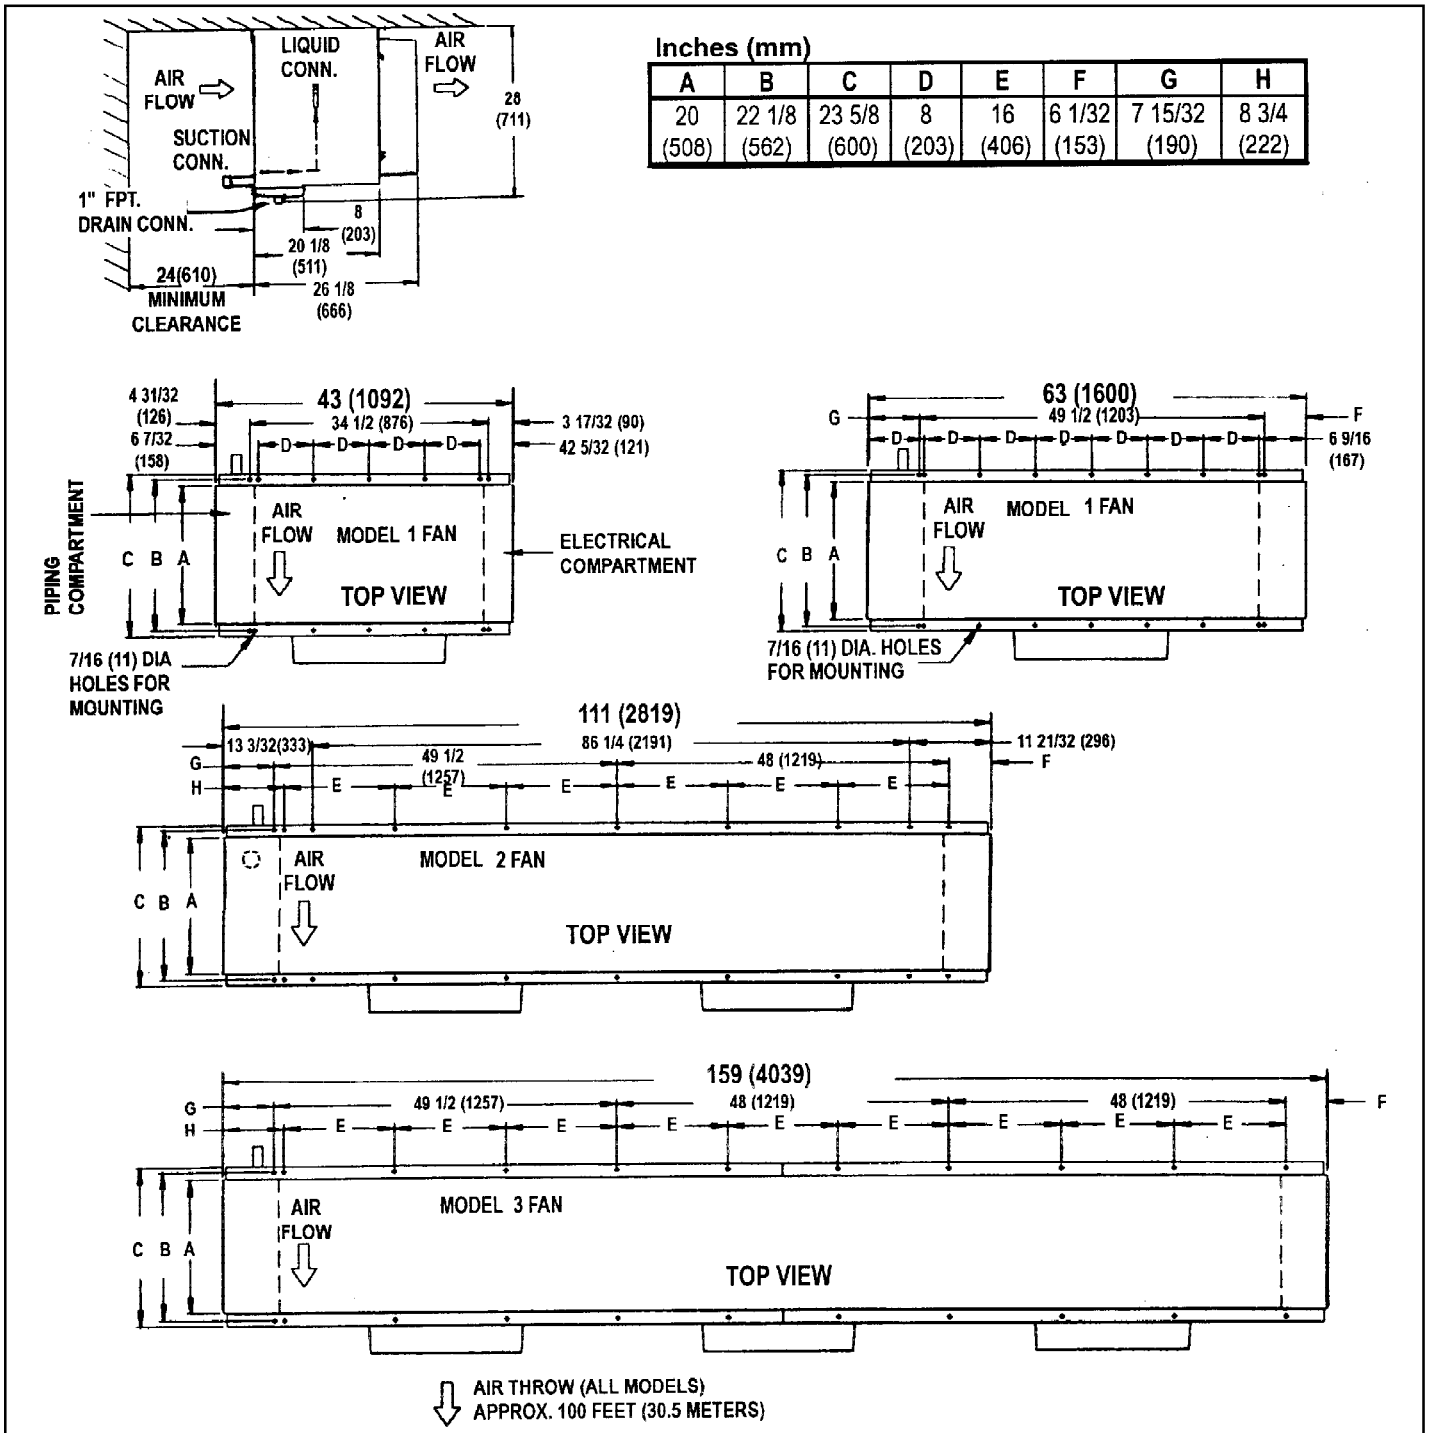 LIQUID
CONN.
AIR
FLOW
AIR
FLOW
28
(711)
SUCTION
CONN.
1" FPT.
DRAIN CONN.
8
(203)
20 1/8
(511)
24(610)
MINIMUM
CLEARANCE
26 1/8
(666)
Inches (mm)
A B C D E F G H
20 22 1/8 23 5/8 8 16 6 1/32 7 15/32 8 3/4
(508) (562) (600) (203) (406) (153) (190) (222)
4 31/32
(126)
6 7/32
(158)
43 (1092)
34 1/2 (876)
3 17/32 (90)
42 5/32 (121)
D D D D
PIPING
COMPARTMENT
C B A
AIR
FLOW
MODEL 1 FAN
TOP VIEW
ELECTRICAL
COMPARTMENT
7/16 (11) DIA
HOLES FOR
MOUNTING
63 (1600)
G 49 1/2 (1203) F
D D D D D D D
6 9/16
(167)
C B A
AIR
FLOW
MODEL 1 FAN
TOP VIEW
7/16 (11) DIA. HOLES
FOR MOUNTING
111 (2819)
13 3/32(333) 86 1/4 (2191) 11 21/32 (296)
G 49 1/2
(1257)
48 (1219) F
H E E E E E E
C B A
AIR
FLOW
MODEL 2 FAN
TOP VIEW
159 (4039)
G 49 1/2 (1257) 48 (1219) 48 (1219) F
H E E E E E E E E E
C B A
AIR
FLOW
MODEL 3 FAN
TOP VIEW
AIR THROW (ALL MODELS)
APPROX. 100 FEET (30.5 METERS)